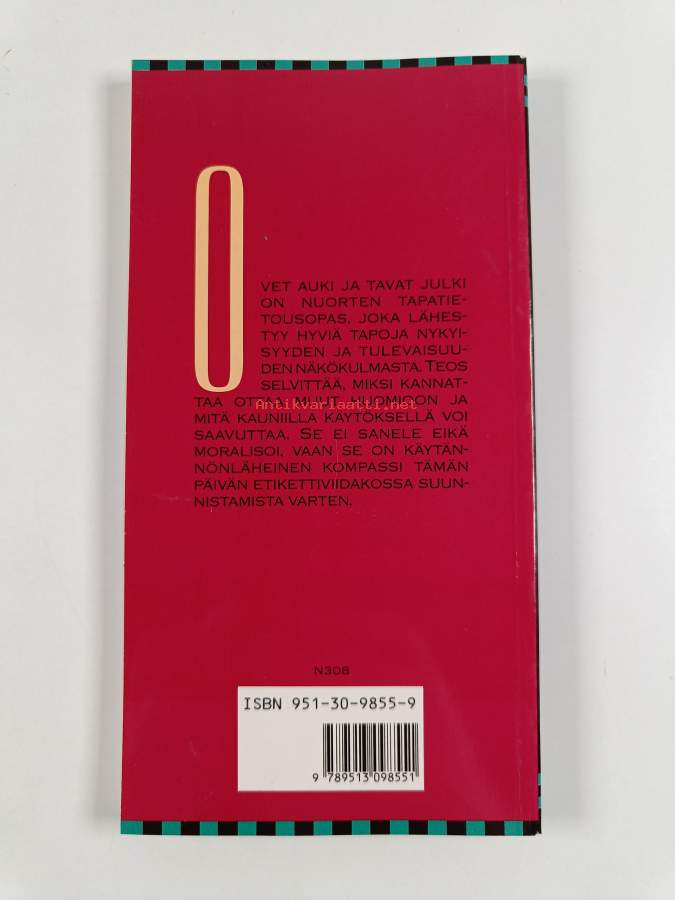 OVET AUKI JA TAVAT JULKI
ON NUORTEN TAPATIE-
TOUSOPAS, JOKA LÄHES-
TYY HYVIÄ TAPOJA NYKYI-
SYYDEN JA TULEVAISUU-
DEN NÄKÖKULMASTA. TEOS
SELVITTÄÄ, MIKSI KANNAT-
TAA OTTAA MUUT HUOMIOON JA
Antikvariaatti.net
MITÄ KAUNIILLA KÄYTÖKSELLÄ VOI
SAAVUTTAA. SE EI SANELE EIKÄ
MORALISOI, VAAN SE ON KÄYTÄN-
NÖNLÄHEINEN KOMPASSI TÄMÄN
PÄIVÄN ETIKETTIVIIDAKOSSA SUUN-
NISTAMISTA VARTEN.
N308
ISBN 951-30-9855-9
9 789513 098551